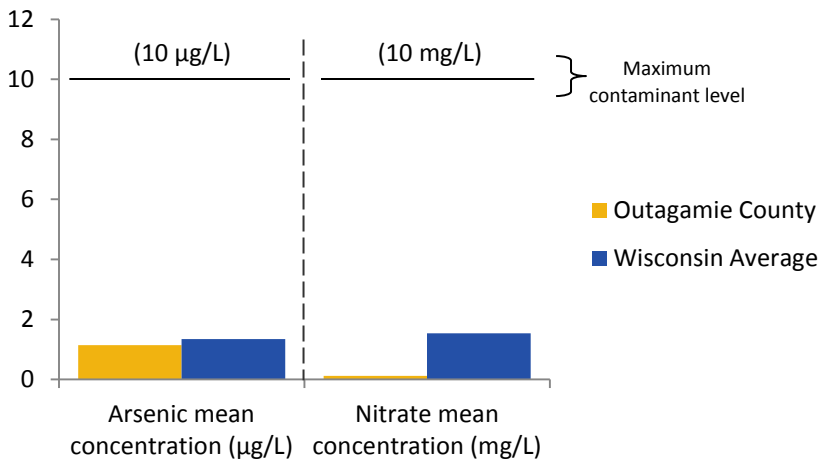 12
10
8
6
4
2
0
(10 µg/L)
(10 mg/L)
Maximum
contaminant level
Outagamie County
Wisconsin Average
Arsenic mean
concentration (µg/L)
Nitrate mean
concentration (mg/L)